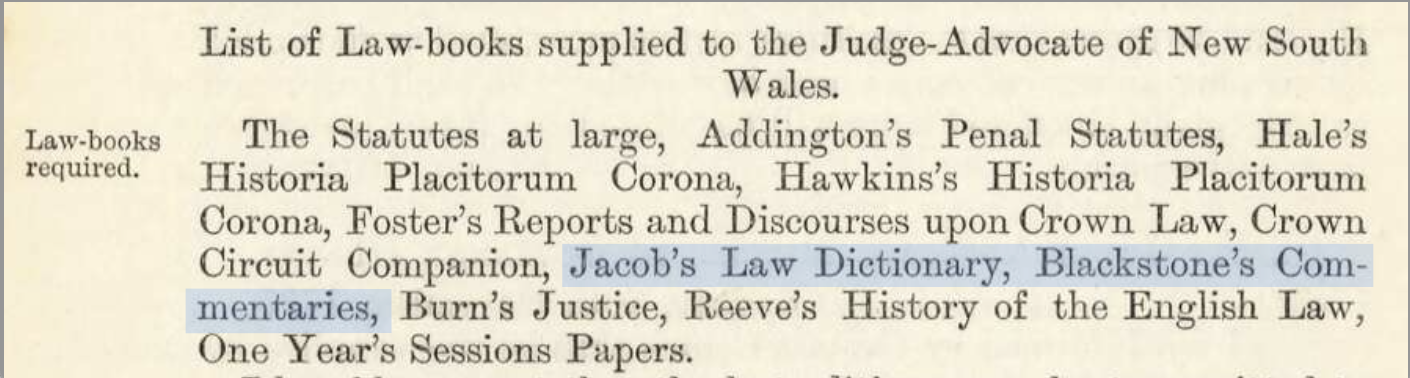 List of Law-books supplied to the Judge-Advocate of New South
Wales.
Law-books
required.
The Statutes at large, Addington's Penal Statutes, Hale's
Historia Placitorum Corona, Hawkins's Historia Placitorum
Corona, Foster's Reports and Discourses upon Crown Law, Crown
Circuit Companion, Jacob's Law Dictionary, Blackstone's Com-
mentaries, Burn's Justice, Reeve's History of the English Law,
One Year's Sessions Papers.